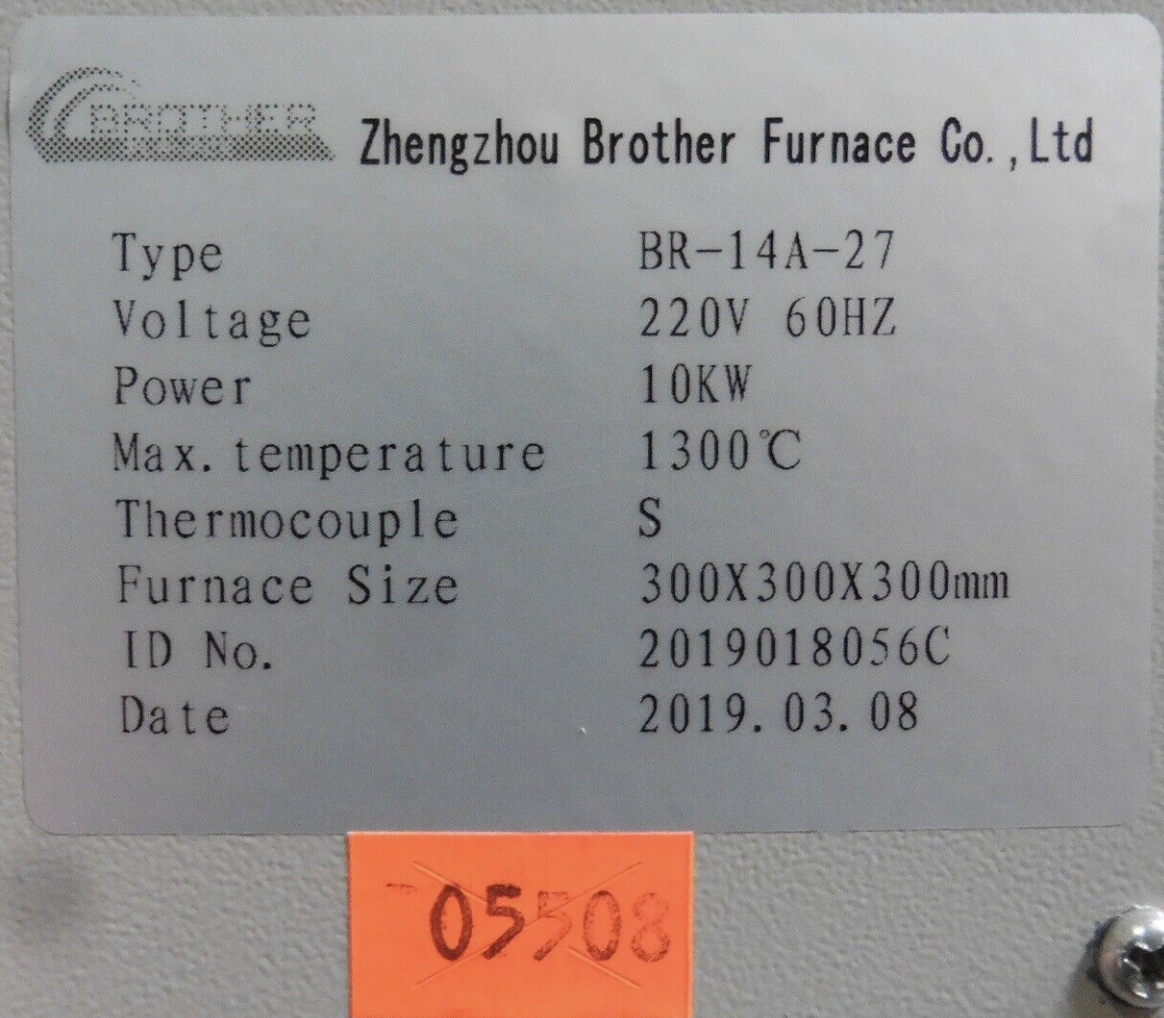 BROTHER
Zhengzhou Brother Furnace Co.,Ltd
Type BR-14A-27
Voltage 220V 60HZ
Power 10KW
Max. temperature 1300℃
Thermocouple S
Furnace Size 300X300X300mm
ID No. 2019018056C
Date 2019.03.08
05508